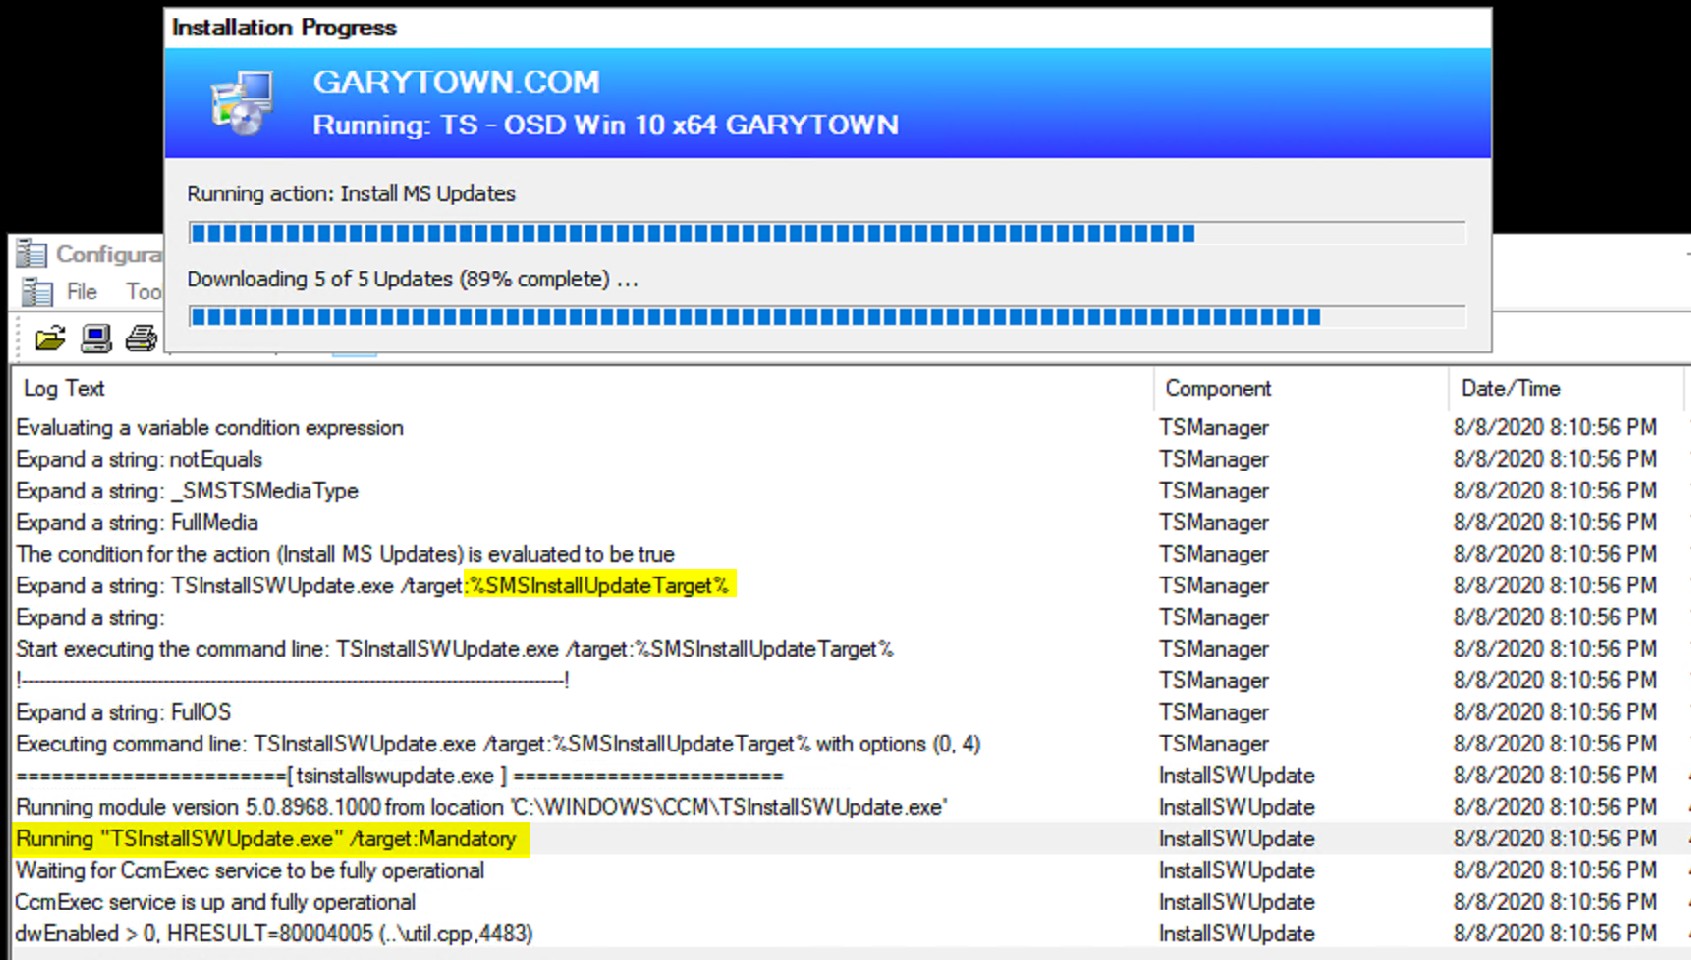 Installation Progress
GARYTOWN.COM
Running: TS - OSD Win 10 x64 GARYTOWN
Running action: Install MS Updates
Downloading 5 of 5 Updates (89% complete) ...
Configura
File Too
Log Text Component Date/Time
Evaluating a variable condition expression TSManager 8/8/2020 8:10:56 PM
Expand a string: notEquals TSManager 8/8/2020 8:10:56 PM
Expand a string: _SMSTSMediaType TSManager 8/8/2020 8:10:56 PM
Expand a string: FullMedia TSManager 8/8/2020 8:10:56 PM
The condition for the action (Install MS Updates) is evaluated to be true TSManager 8/8/2020 8:10:56 PM
Expand a string: TSInstallSWUpdate.exe /target:%SMSInstallUpdateTarget% TSManager 8/8/2020 8:10:56 PM
Expand a string: TSManager 8/8/2020 8:10:56 PM
Start executing the command line: TSInstallSWUpdate.exe /target:%SMSInstallUpdateTarget% TSManager 8/8/2020 8:10:56 PM
!--------------------------------------------------------------------------------------------! TSManager 8/8/2020 8:10:56 PM
Expand a string: FullOS TSManager 8/8/2020 8:10:56 PM
Executing command line: TSInstallSWUpdate.exe /target:%SMSInstallUpdateTarget% with options (0, 4) TSManager 8/8/2020 8:10:56 PM
=======================[ tsinstallswupdate.exe ] ======================= InstallSWUpdate 8/8/2020 8:10:56 PM
Running module version 5.0.8968.1000 from location 'C:\WINDOWS\CCM\TSInstallSWUpdate.exe' InstallSWUpdate 8/8/2020 8:10:56 PM
Running "TSInstallSWUpdate.exe" /target:Mandatory InstallSWUpdate 8/8/2020 8:10:56 PM
Waiting for CcmExec service to be fully operational InstallSWUpdate 8/8/2020 8:10:56 PM
CcmExec service is up and fully operational InstallSWUpdate 8/8/2020 8:10:56 PM
dwEnabled > 0, HRESULT=80004005 (..\util.cpp,4483) InstallSWUpdate 8/8/2020 8:10:56 PM